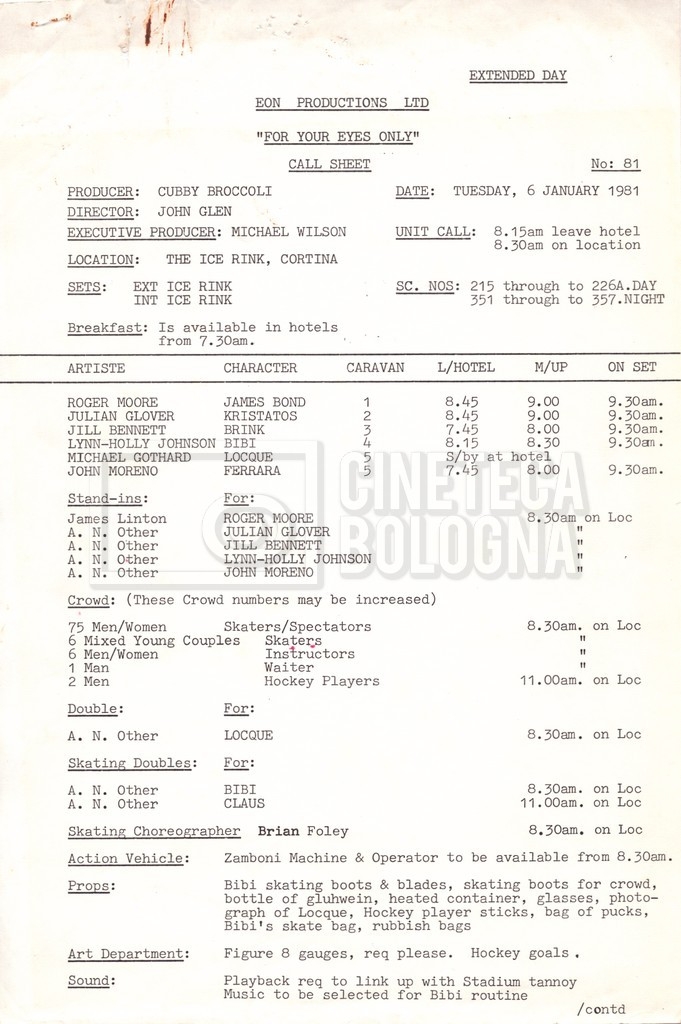 EXTENDED DAY
EON PRODUCTIONS LTD
"FOR YOUR EYES ONLY"
CALL SHEET No: 81
PRODUCER: CUBBY BROCCOLI DATE: TUESDAY, 6 JANUARY 1981
DIRECTOR: JOHN GLEN
EXECUTIVE PRODUCER: MICHAEL WILSON UNIT CALL: 8.15am leave hotel
8.30am on location
LOCATION: THE ICE RINK, CORTINA
SETS: EXT ICE RINK SC. NOS: 215 through to 226A.DAY
INT ICE RINK 351 through to 357.NIGHT
Breakfast: Is available in hotels
from 7.30am.
ARTISTE CHARACTER CARAVAN L/HOTEL M/UP ON SET
ROGER MOORE JAMES BOND 1 8.45 9.00 9.30am.
JULIAN GLOVER KRISTATOS 2 8.45 9.00 9.30am.
JILL BENNETT BRINK 3 7.45 8.00 9.30am.
LYNN-HOLLY JOHNSON BIBI 4 8.15 8.30 9.30am.
MICHAEL GOTHARD LOCQUE 5 S/by at hotel
JOHN MORENO FERRARA 5 7.45 8.00 9.30am.
Stand-ins: For:
James Linton ROGER MOORE 8.30am on Loc
A. N. Other JULIAN GLOVER "
A. N. Other JILL BENNETT "
A. N. Other LYNN-HOLLY JOHNSON "
A. N. Other JOHN MORENO "
CINETECA
BOLOGNA
Crowd: (These Crowd numbers may be increased)
75 Men/Women Skaters/Spectators 8.30am. on Loc
6 Mixed Young Couples Skaters "
6 Men/Women Instructors "
1 Man Waiter "
2 Men Hockey Players 11.00am. on Loc
Double: For:
A. N. Other LOCQUE 8.30am. on Loc
Skating Doubles: For:
A. N. Other BIBI 8.30am. on Loc
A. N. Other CLAUS 11.00am. on Loc
Skating Choreographer Brian Foley 8.30am. on Loc
Action Vehicle: Zamboni Machine & Operator to be available from 8.30am.
Props: Bibi skating boots & blades, skating boots for crowd,
bottle of gluhwein, heated container, glasses, photo-
graph of Locque, Hockey player sticks, bag of pucks,
Bibi's skate bag, rubbish bags
Art Department: Figure 8 gauges, req please. Hockey goals.
Sound: Playback req to link up with Stadium tannoy
Music to be selected for Bibi routine
/contd